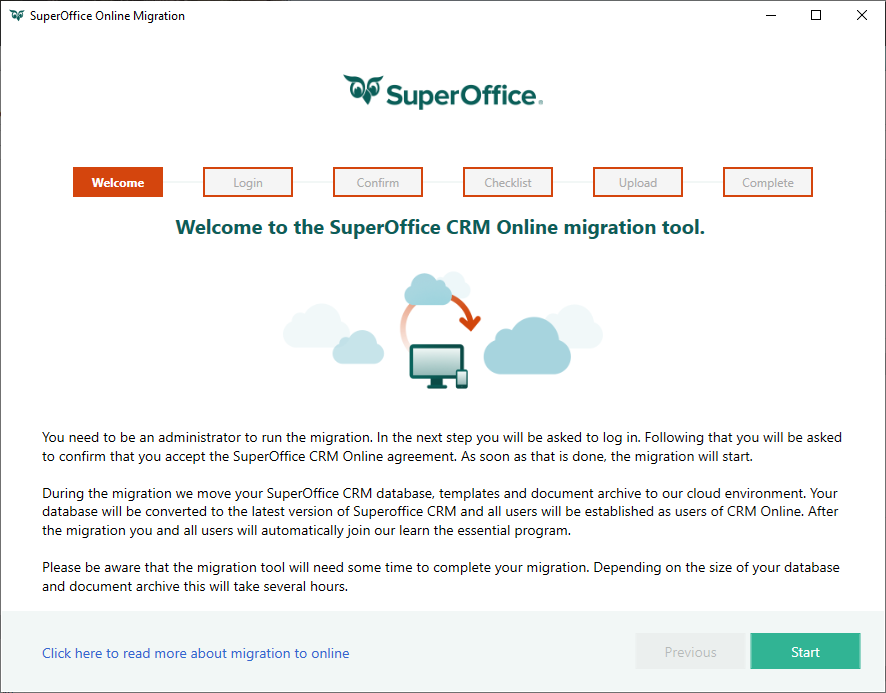 SuperOffice Online Migration
SuperOffice®
Welcome
Login
Confirm
Checklist
Upload
Complete
Welcome to the SuperOffice CRM Online migration tool.
You need to be an administrator to run the migration. In the next step you will be asked to log in. Following that you will be asked
to confirm that you accept the SuperOffice CRM Online agreement. As soon as that is done, the migration will start.
During the migration we move your SuperOffice CRM database, templates and document archive to our cloud environment. Your
database will be converted to the latest version of Superoffice CRM and all users will be established as users of CRM Online. After
the migration you and all users will automatically join our learn the essential program.
Please be aware that the migration tool will need some time to complete your migration. Depending on the size of your database
and document archive this will take several hours.
Click here to read more about migration to online
Previous
Start